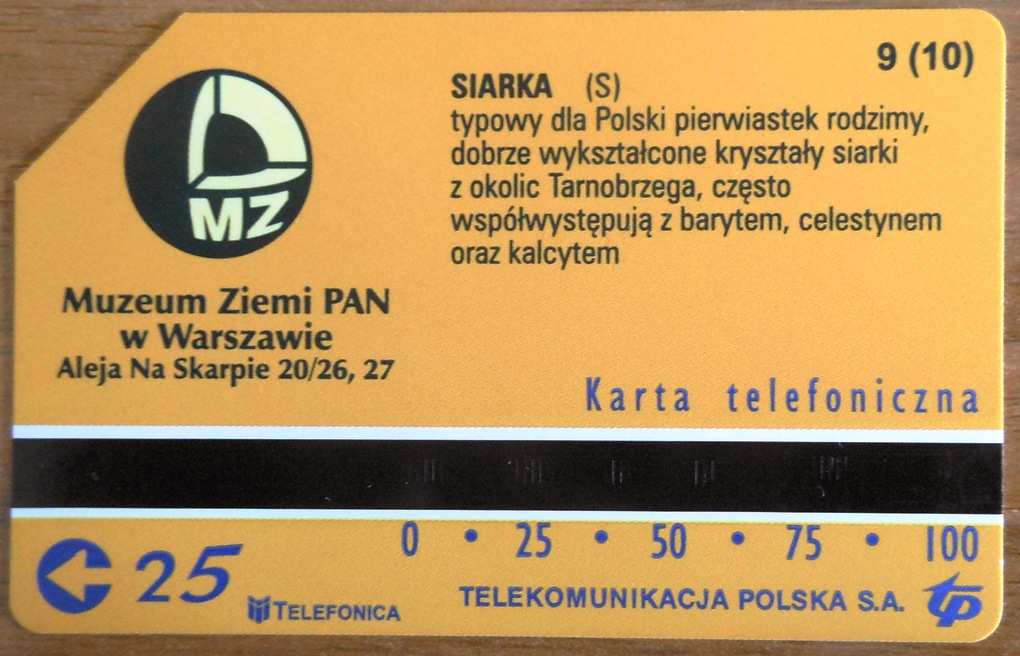 9 (10)
SIARKA (S)
typowy dla Polski pierwiastek rodzimy,
dobrze wykształcone kryształy siarki
z okolic Tarnobrzega, często
współwystępują z barytem, celestynem
oraz kalcytem
MZ
Muzeum Ziemi PAN
w Warszawie
Aleja Na Skarpie 20/26, 27
Karta telefoniczna
0 • 25 • 50 • 75 • 100
25
TELEFONICA
TELEKOMUNIKACJA POLSKA S.A.
tp